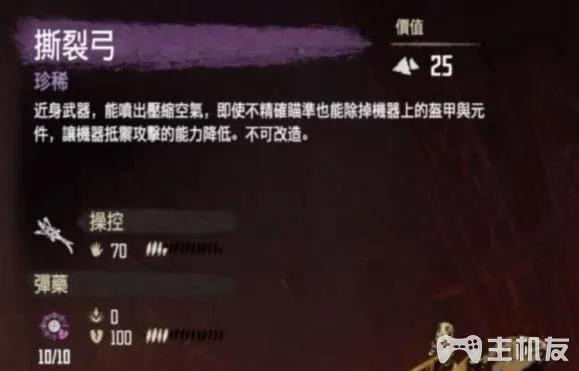 撕裂弓
珍稀
價值
25
近身武器，能噴出壓縮空氣，即使不精確瞄準也能除掉機器上的盔甲與元
件，讓機器抵禦攻擊的能力降低。不可改造。
操控
70
彈藥
0
100
10/10
主机友